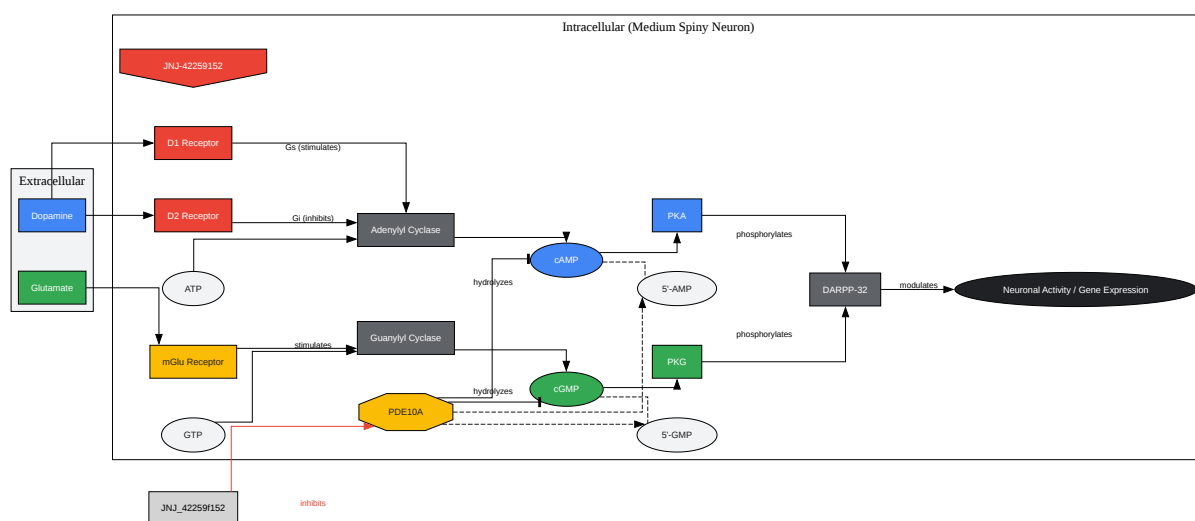 Intracellular (Medium Spiny Neuron)
JNJ-42259152
D1 Receptor
Gs (stimulates)
Extracellular
Dopamine
D2 Receptor
Gi (inhibits)
Adenylyl Cyclase
PKA
phosphorylates
cAMP
Glutamate
ATP
hydrolyzes
5'-AMP
DARPP-32
modulates
Neuronal Activity / Gene Expression
Guanylyl Cyclase
stimulates
phosphorylates
mGlu Receptor
PKG
hydrolyzes
cGMP
PDE10A
GTP
5'-GMP
JNJ_42259f152
inhibits